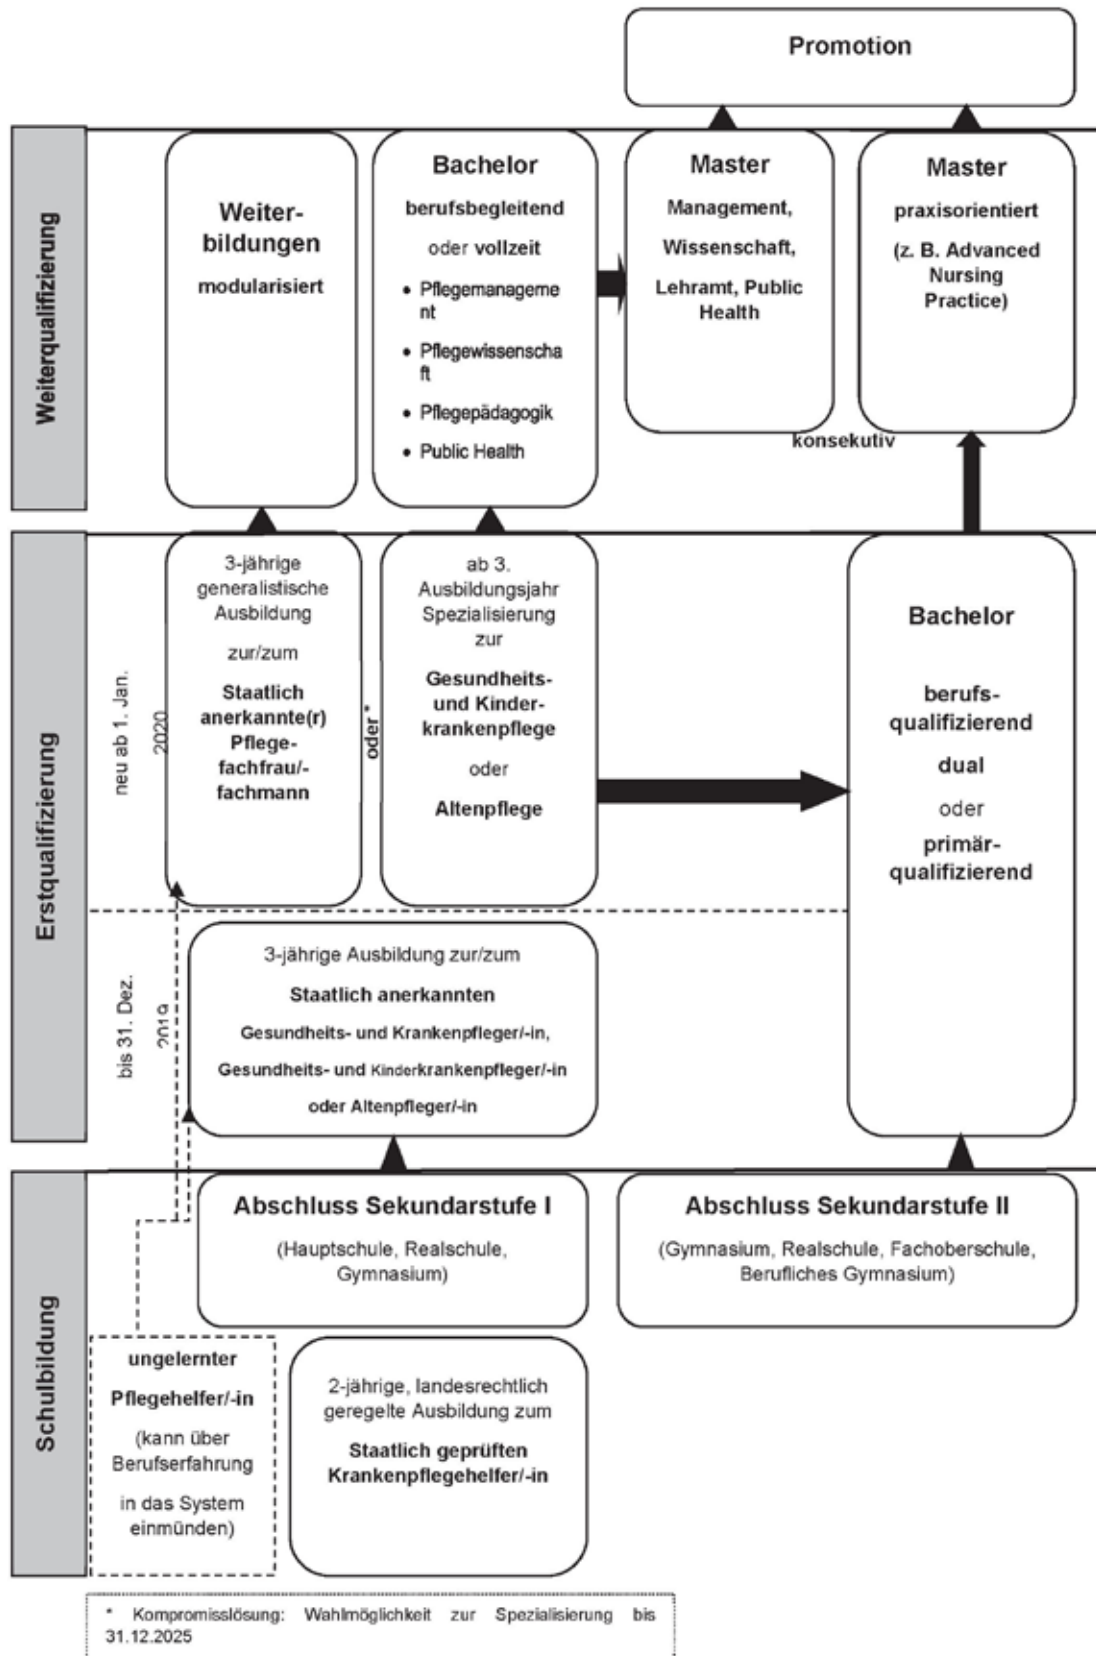 Promotion
Weiterqualifizierung
Weiter-
bildungen
modularisiert
Bachelor
berufsbegleitend
oder vollzeit
• Pflegemanageme
nt
• Pflegewissenscha
ft
• Pflegepädagogik
• Public Health
Master
Management,
Wissenschaft,
Lehramt, Public
Health
Master
praxisorientiert
(z. B. Advanced
Nursing
Practice)
konsekutiv
Erstqualifizierung
neu ab 1. Jan.
2020
3-jährige
generalistische
Ausbildung
zur/zum
Staatlich
anerkannte(r)
Pflege-
fachfrau/-
fachmann
oder *
ab 3.
Ausbildungsjahr
Spezialisierung
zur
Gesundheits-
und Kinder-
krankenpflege
oder
Altenpflege
Bachelor
berufs-
qualifizierend
dual
oder
primär-
qualifizierend
bis 31. Dez.
2019
3-jährige Ausbildung zur/zum
Staatlich anerkannten
Gesundheits- und Krankenpfleger/-in,
Gesundheits- und Kinderkrankenpfleger/-in
oder Altenpfleger/-in
Schulbildung
Abschluss Sekundarstufe I
(Hauptschule, Realschule,
Gymnasium)
Abschluss Sekundarstufe II
(Gymnasium, Realschule, Fachoberschule,
Berufliches Gymnasium)
ungelernter
Pflegehelfer/-in
(kann über
Berufserfahrung
in das System
einmünden)
2-jährige, landesrechtlich
geregelte Ausbildung zum
Staatlich geprüften
Krankenpflegehelfer/-in
* Kompromisslösung: Wahlmöglichkeit zur Spezialisierung bis
31.12.2025